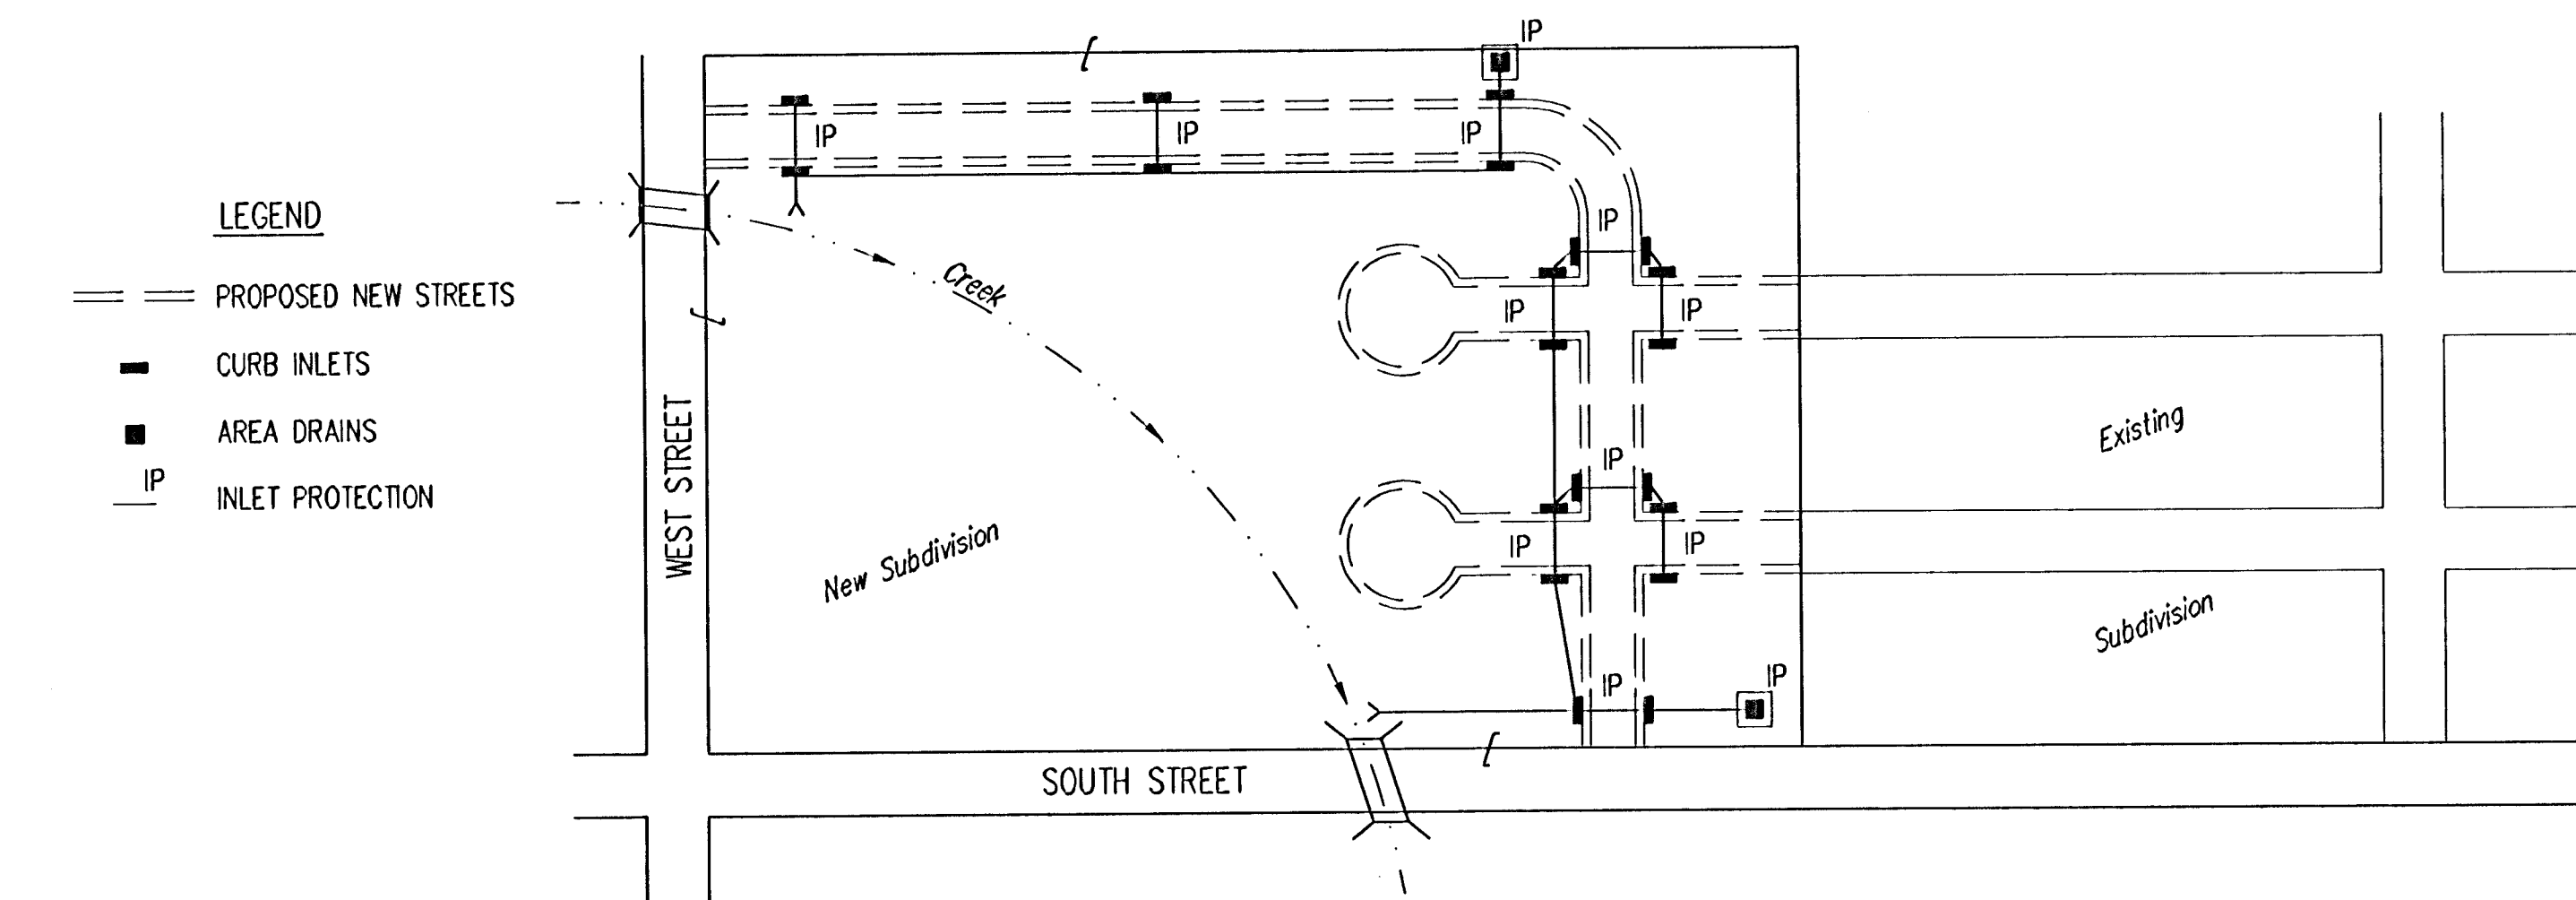 LEGEND
PROPOSED NEW STREETS
CURB INLETS
AREA DRAINS
IP
INLET PROTECTION
WEST STREET
IP
IP
IP
IP
IP
Creek
IP
IP
New Subdivision
IP
IP
IP
IP
IP
SOUTH STREET
Existing
Subdivision